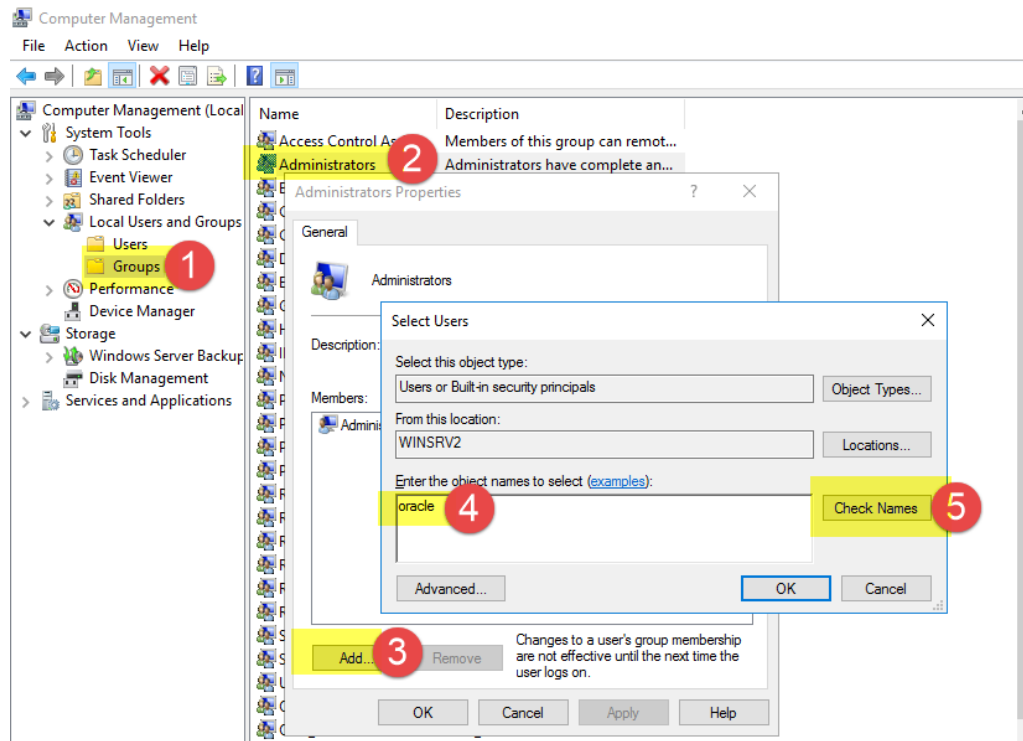 Computer Management
File Action View Help
Computer Management (Local
System Tools
Task Scheduler
Event Viewer
Shared Folders
Local Users and Groups
Users
Groups
1
Performance
Device Manager
Storage
Windows Server Backup
Disk Management
Services and Applications
Name Description
Access Control As Members of this group can remot...
Administrators Administrators have complete an...
2
Administrators Properties ?
General
Administrators
Description:
Members:
Select Users
Select this object type:
Users or Built-in security principals
Object Types...
From this location:
WINSRV2
Locations...
Enter the object names to select (examples):
oracle
4
Check Names
5
Advanced...
OK
Cancel
Add...
3
Remove
Changes to a user's group membership
are not effective until the next time the
user logs on.
OK
Cancel
Apply
Help